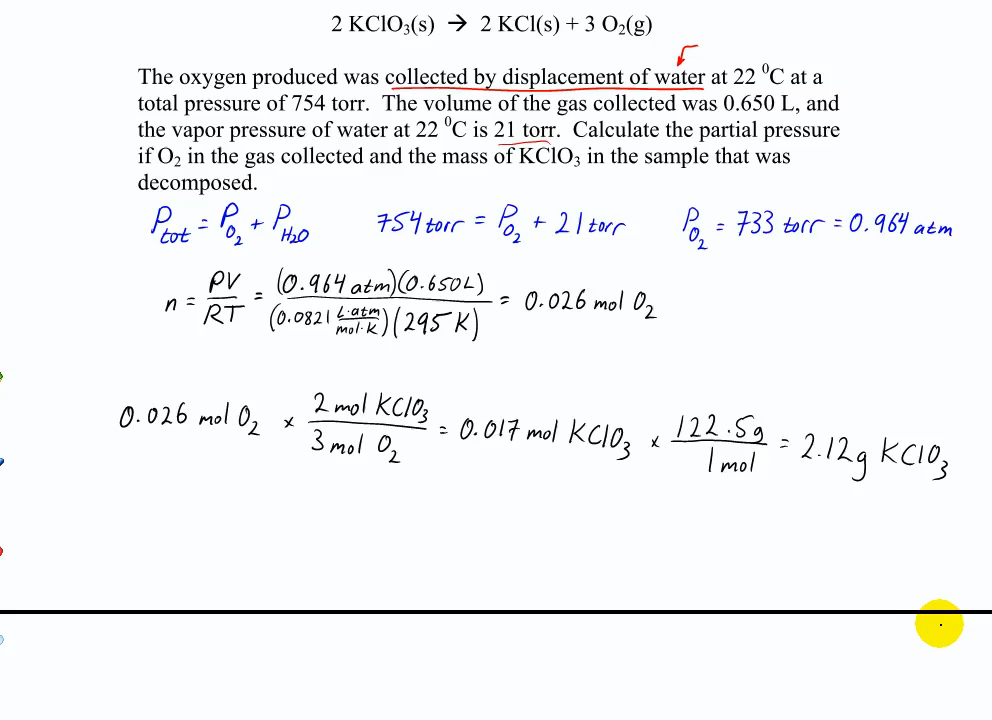 2 KClO₃(s) → 2 KCl(s) + 3 O₂(g)
The oxygen produced was collected by displacement of water at 22 ⁰C at a
total pressure of 754 torr. The volume of the gas collected was 0.650 L, and
the vapor pressure of water at 22 ⁰C is 21 torr. Calculate the partial pressure
if O₂ in the gas collected and the mass of KClO₃ in the sample that was
decomposed.
P_tot = P_O₂ + P_H₂O 754 torr = P_O₂ + 21 torr P_O₂ = 733 torr = 0.964 atm
n = PV/RT = (0.964 atm)(0.650L)/(0.0821 L·atm/mol·K)(295 K) = 0.026 mol O₂
0.026 mol O₂ × 2 mol KClO₃/3 mol O₂ = 0.017 mol KClO₃ × 122.5g/1 mol = 2.12g KClO₃